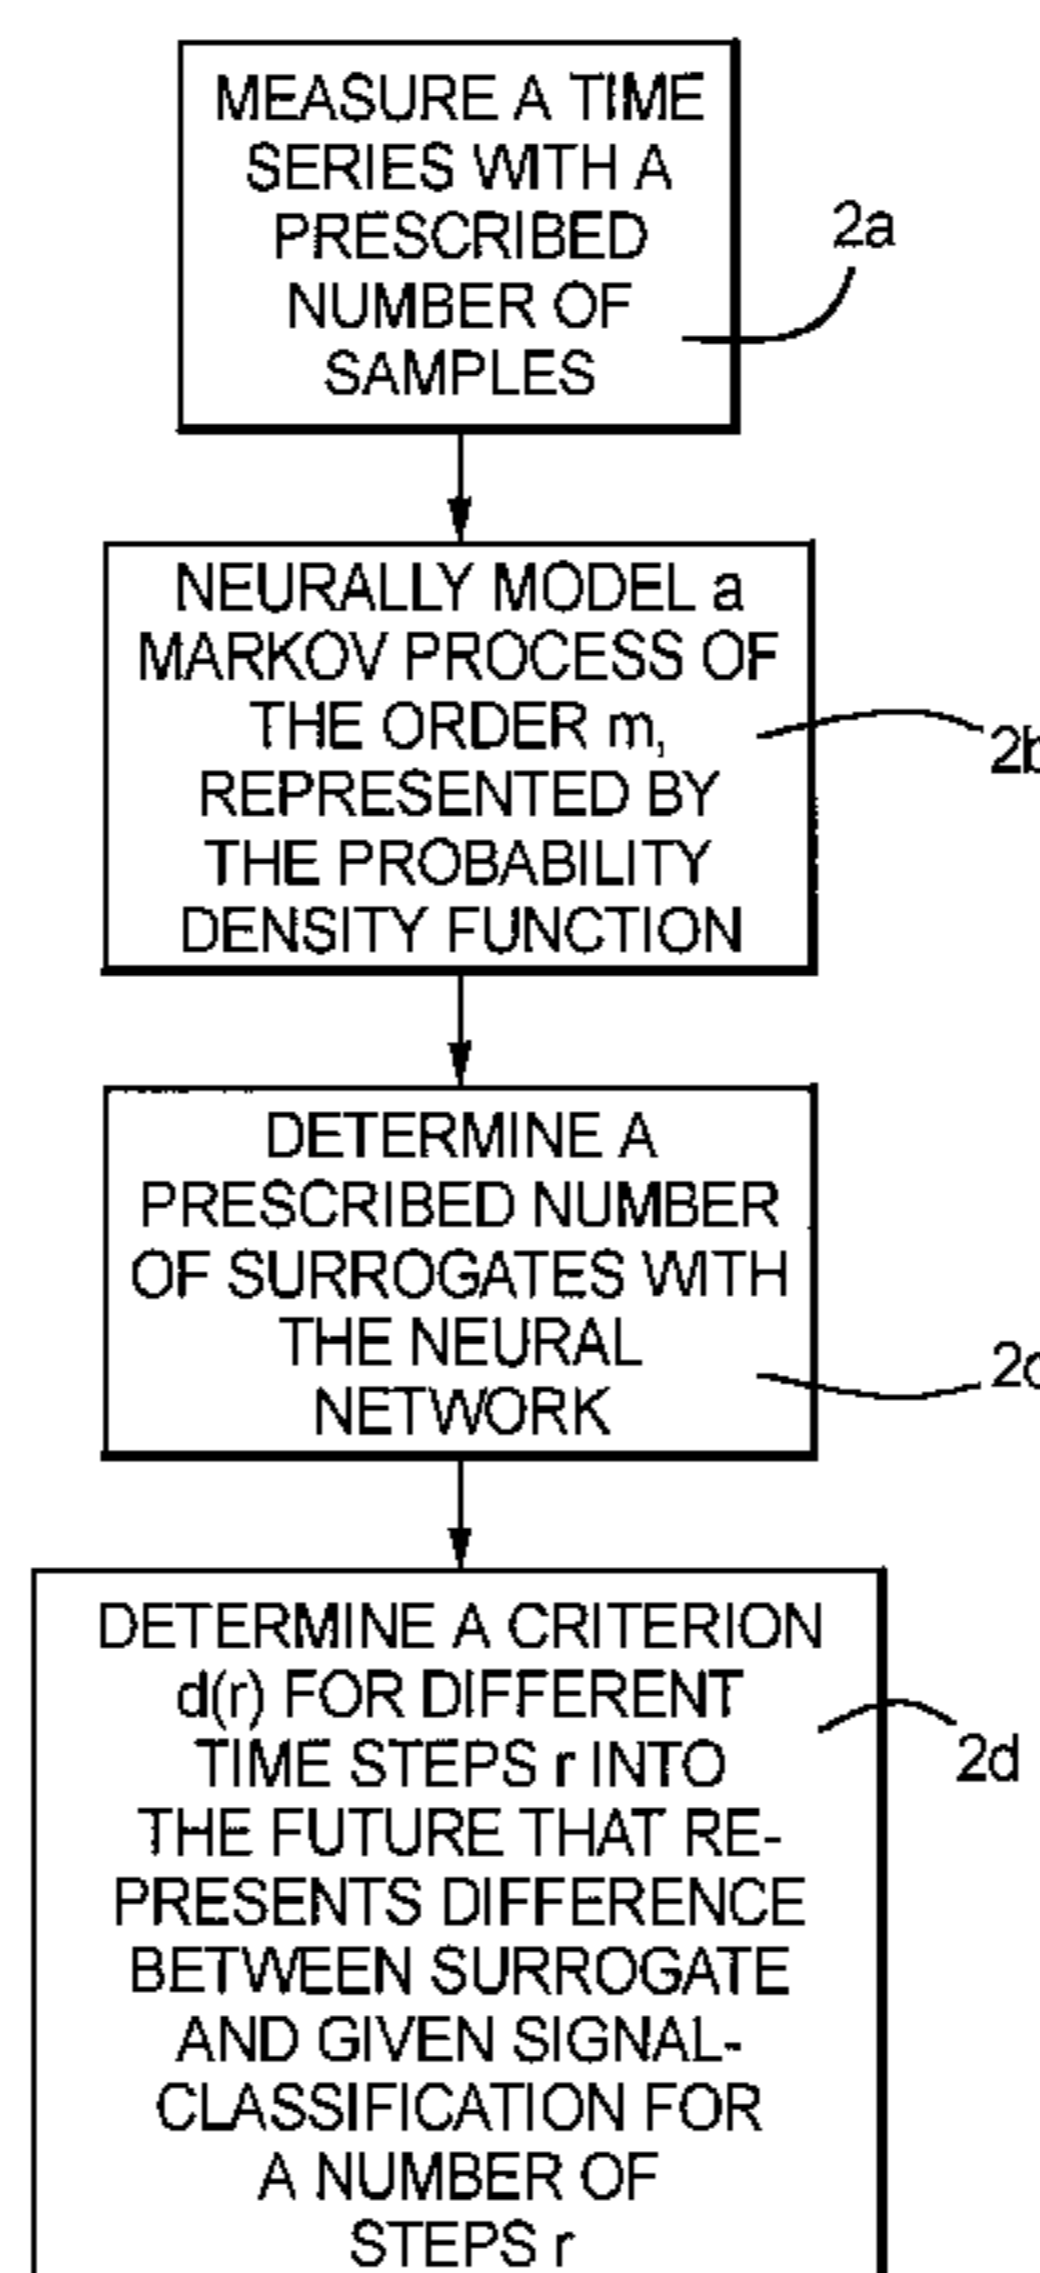 MEASURE A TIME
SERIES WITH A
PRESCRIBED
NUMBER OF
SAMPLES
2a
NEURALLY MODEL a
MARKOV PROCESS OF
THE ORDER m,
REPRESENTED BY
THE PROBABILITY
DENSITY FUNCTION
2b
DETERMINE A
PRESCRIBED NUMBER
OF SURROGATES WITH
THE NEURAL
NETWORK
2c
DETERMINE A CRITERION
d(r) FOR DIFFERENT
TIME STEPS r INTO
THE FUTURE THAT RE-
PRESENTS DIFFERENCE
BETWEEN SURROGATE
AND GIVEN SIGNAL-
CLASSIFICATION FOR
A NUMBER OF
STEPS r
2d